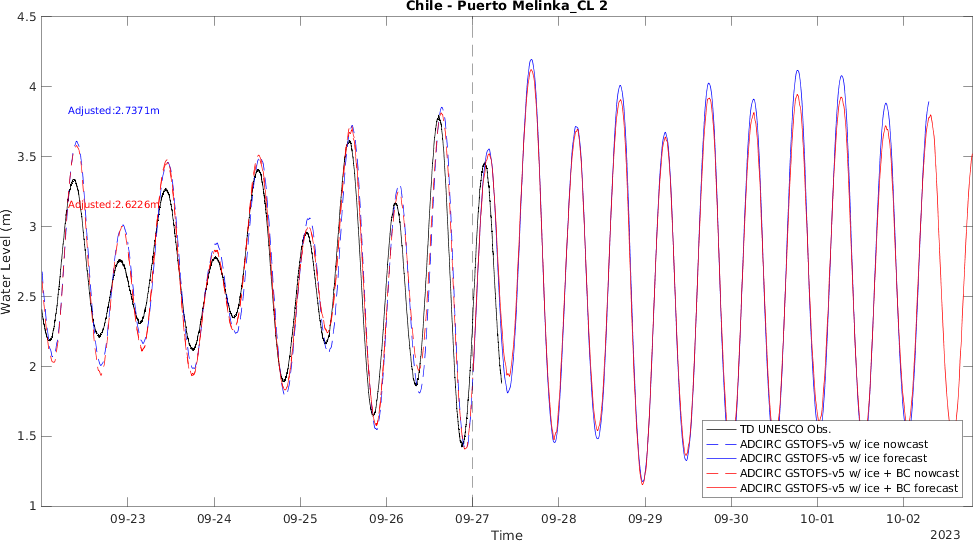 Chile - Puerto Melinka_CL 2
4.5
4
3.5
3
2.5
2
1.5
1
Water Level (m)
Adjusted:2.7371m
Adjusted:2.6226m
TD UNESCO Obs.
ADCIRC GSTOFS-v5 w/ ice nowcast
ADCIRC GSTOFS-v5 w/ ice forecast
ADCIRC GSTOFS-v5 w/ ice + BC nowcast
ADCIRC GSTOFS-v5 w/ ice + BC forecast
09-23 09-24 09-25 09-26 09-27 09-28 09-29 09-30 10-01 10-02
Time
2023